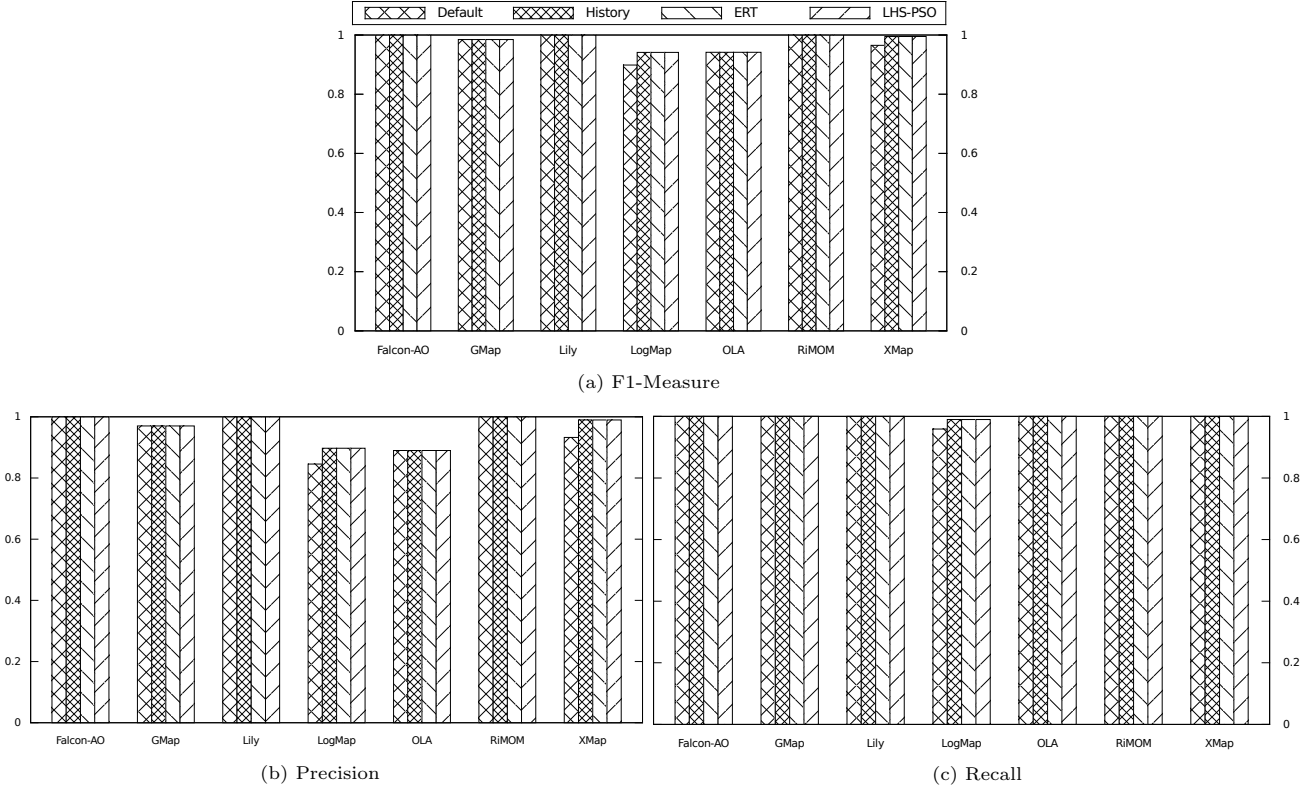 Default History ERT LHS-PSO
1 1
0.8 0.8
0.6 0.6
0.4 0.4
0.2 0.2
0 0
Falcon-AO GMap Lily LogMap OLA RiMOM XMap
(a) F1-Measure
1 1
0.8 0.8
0.6 0.6
0.4 0.4
0.2 0.2
0 0
Falcon-AO GMap Lily LogMap OLA RiMOM XMap Falcon-AO GMap Lily LogMap OLA RiMOM XMap
(b) Precision (c) Recall